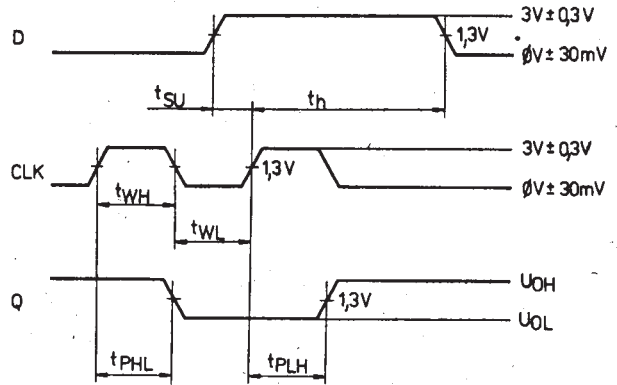 3V ± 0,3V
D
1,3V
ØV ± 30mV
tSU
th
3V ± 0,3V
CLK
1,3V
ØV ± 30mV
tWH
tWL
UOH
Q
1,3V
UOL
tPHL
tPLH